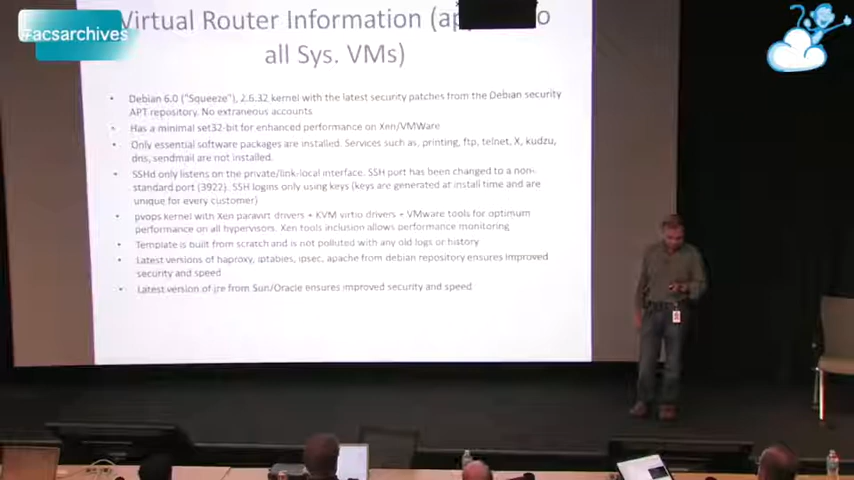 #acsarchives
Virtual Router Information (ap
all Sys. VMs)
• Debian 6.0 ("Squeeze"), 2.6.32 kernel with the latest security patches from the Debian security
APT repository. No extraneous accounts
• Has a minimal set32-bit for enhanced performance on Xen/VMWare
• Only essential software packages are installed. Services such as, printing, ftp, telnet, X, kudzu,
dns, sendmail are not installed.
• SSHd only listens on the private/link-local interface. SSH port has been changed to a non-
standard port (3922). SSH logins only using keys (keys are generated at install time and are
unique for every customer)
• pvops kernel with Xen paravirt drivers + KVM virtio drivers + VMware tools for optimum
performance on all hypervisors. Xen tools inclusion allows performance monitoring
• Template is built from scratch and is not polluted with any old logs or history
• Latest versions of haproxy, iptables, ipsec, apache from debian repository ensures improved
security and speed
• Latest version of jre from Sun/Oracle ensures improved security and speed